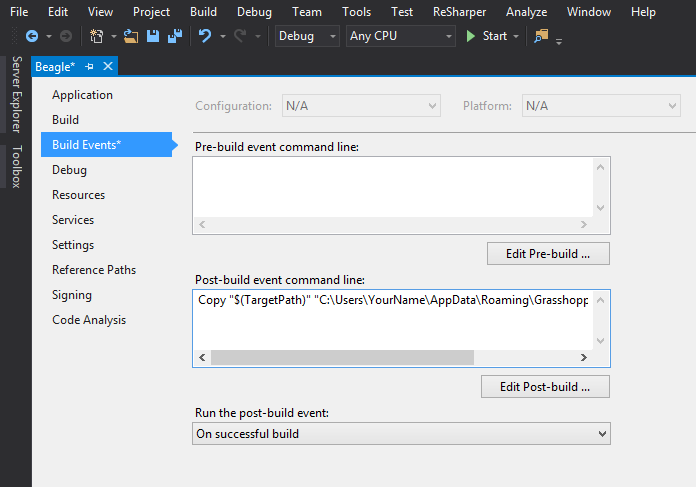 File Edit View Project Build Debug Team Tools Test ReSharper Analyze Window Help
Debug Any CPU Start
Server Explorer
Toolbox
Beagle*
Application
Build
Build Events*
Debug
Resources
Services
Settings
Reference Paths
Signing
Code Analysis
Configuration: N/A Platform: N/A
Pre-build event command line:
Edit Pre-build ...
Post-build event command line:
Copy "$(TargetPath)" "C:\Users\YourName\AppData\Roaming\Grasshopp
Edit Post-build ...
Run the post-build event:
On successful build